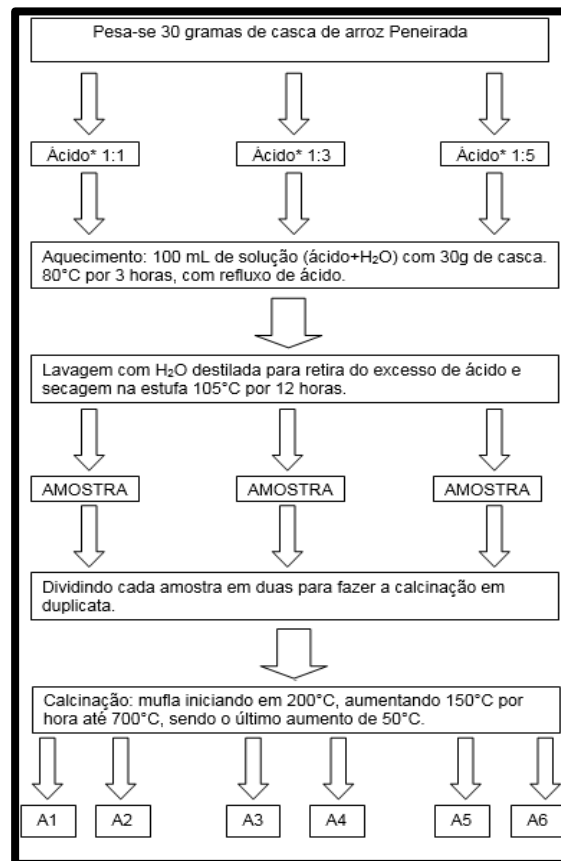 Pesa-se 30 gramas de casca de arroz Peneirada
Ácido* 1:1
Ácido* 1:3
Ácido* 1:5
Aquecimento: 100 mL de solução (ácido+H₂O) com 30g de casca.
80°C por 3 horas, com refluxo de ácido.
Lavagem com H₂O destilada para retira do excesso de ácido e
secagem na estufa 105°C por 12 horas.
AMOSTRA
AMOSTRA
AMOSTRA
Dividindo cada amostra em duas para fazer a calcinação em
duplicata.
Calcinação: mufla iniciando em 200°C, aumentando 150°C por
hora até 700°C, sendo o último aumento de 50°C.
A1
A2
A3
A4
A5
A6